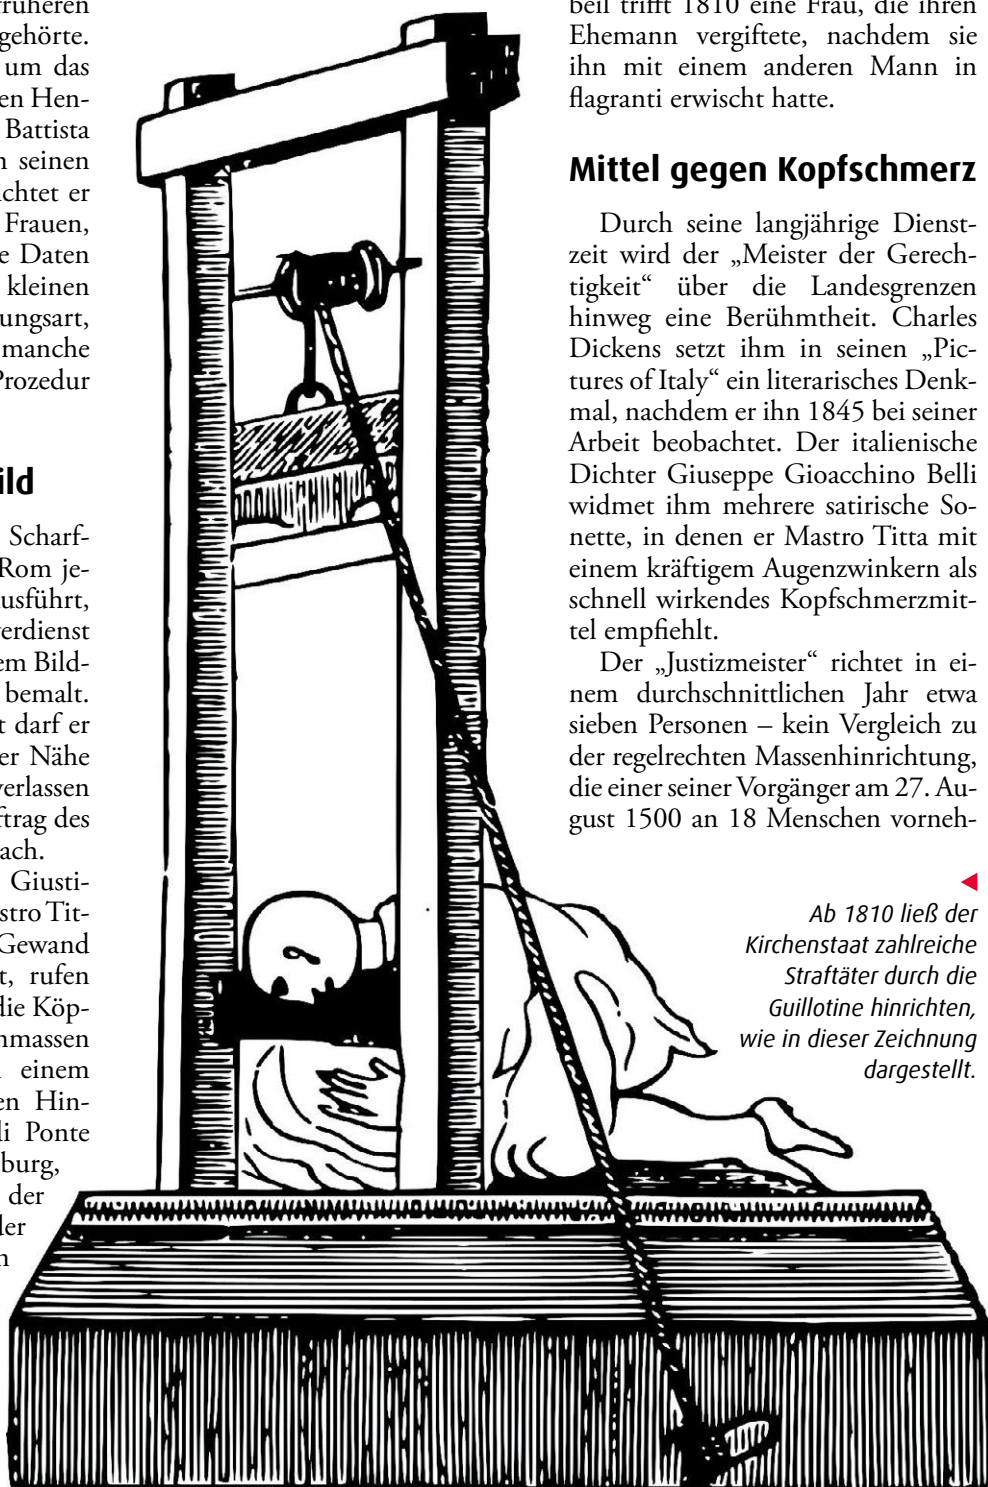 früheren
gehörte.
um das
en Hen-
Battista
seinen
ichtet er
Frauen,
e Daten
kleinen
ungsart,
manche
Prozedur
ild
Scharf-
Rom je-
usführt,
verdienst
em Bild-
bemalt.
t darf er
er Nähe
verlassen
ftrag des
ach.
Giusti-
stro Tit-
Gewand
t, rufen
die Köp-
nmassen
einem
en Hin-
li Ponte
burg,
der
ler
n
beil trifft 1810 eine Frau, die ihren
Ehemann vergiftete, nachdem sie
ihn mit einem anderen Mann in
flagranti erwischt hatte.
Mittel gegen Kopfschmerz
Durch seine langjährige Dienst-
zeit wird der „Meister der Gerech-
tigkeit“ über die Landesgrenzen
hinweg eine Berühmtheit. Charles
Dickens setzt ihm in seinen „Pic-
tures of Italy“ ein literarisches Denk-
mal, nachdem er ihn 1845 bei seiner
Arbeit beobachtet. Der italienische
Dichter Giuseppe Gioacchino Belli
widmet ihm mehrere satirische So-
nette, in denen er Mastro Titta mit
einem kräftigem Augenzwinkern als
schnell wirkendes Kopfschmerzmit-
tel empfiehlt.
Der „Justizmeister“ richtet in ei-
nem durchschnittlichen Jahr etwa
sieben Personen – kein Vergleich zu
der regelrechten Massenhinrichtung,
die einer seiner Vorgänger am 27. Au-
gust 1500 an 18 Menschen vorneh-
Ab 1810 ließ der
Kirchenstaat zahlreiche
Straftäter durch die
Guillotine hinrichten,
wie in dieser Zeichnung
dargestellt.